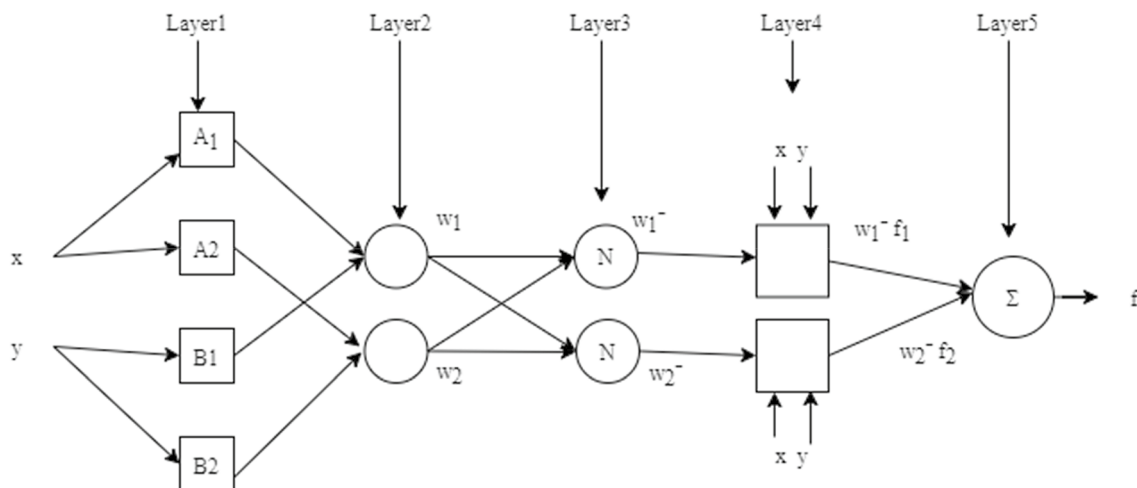 Layer1 Layer2 Layer3 Layer4 Layer5
A1
x y
w1 w1- w1- f1
x A2 N
Σ f
y B1 N
w2 w2- w2- f2
B2 x y